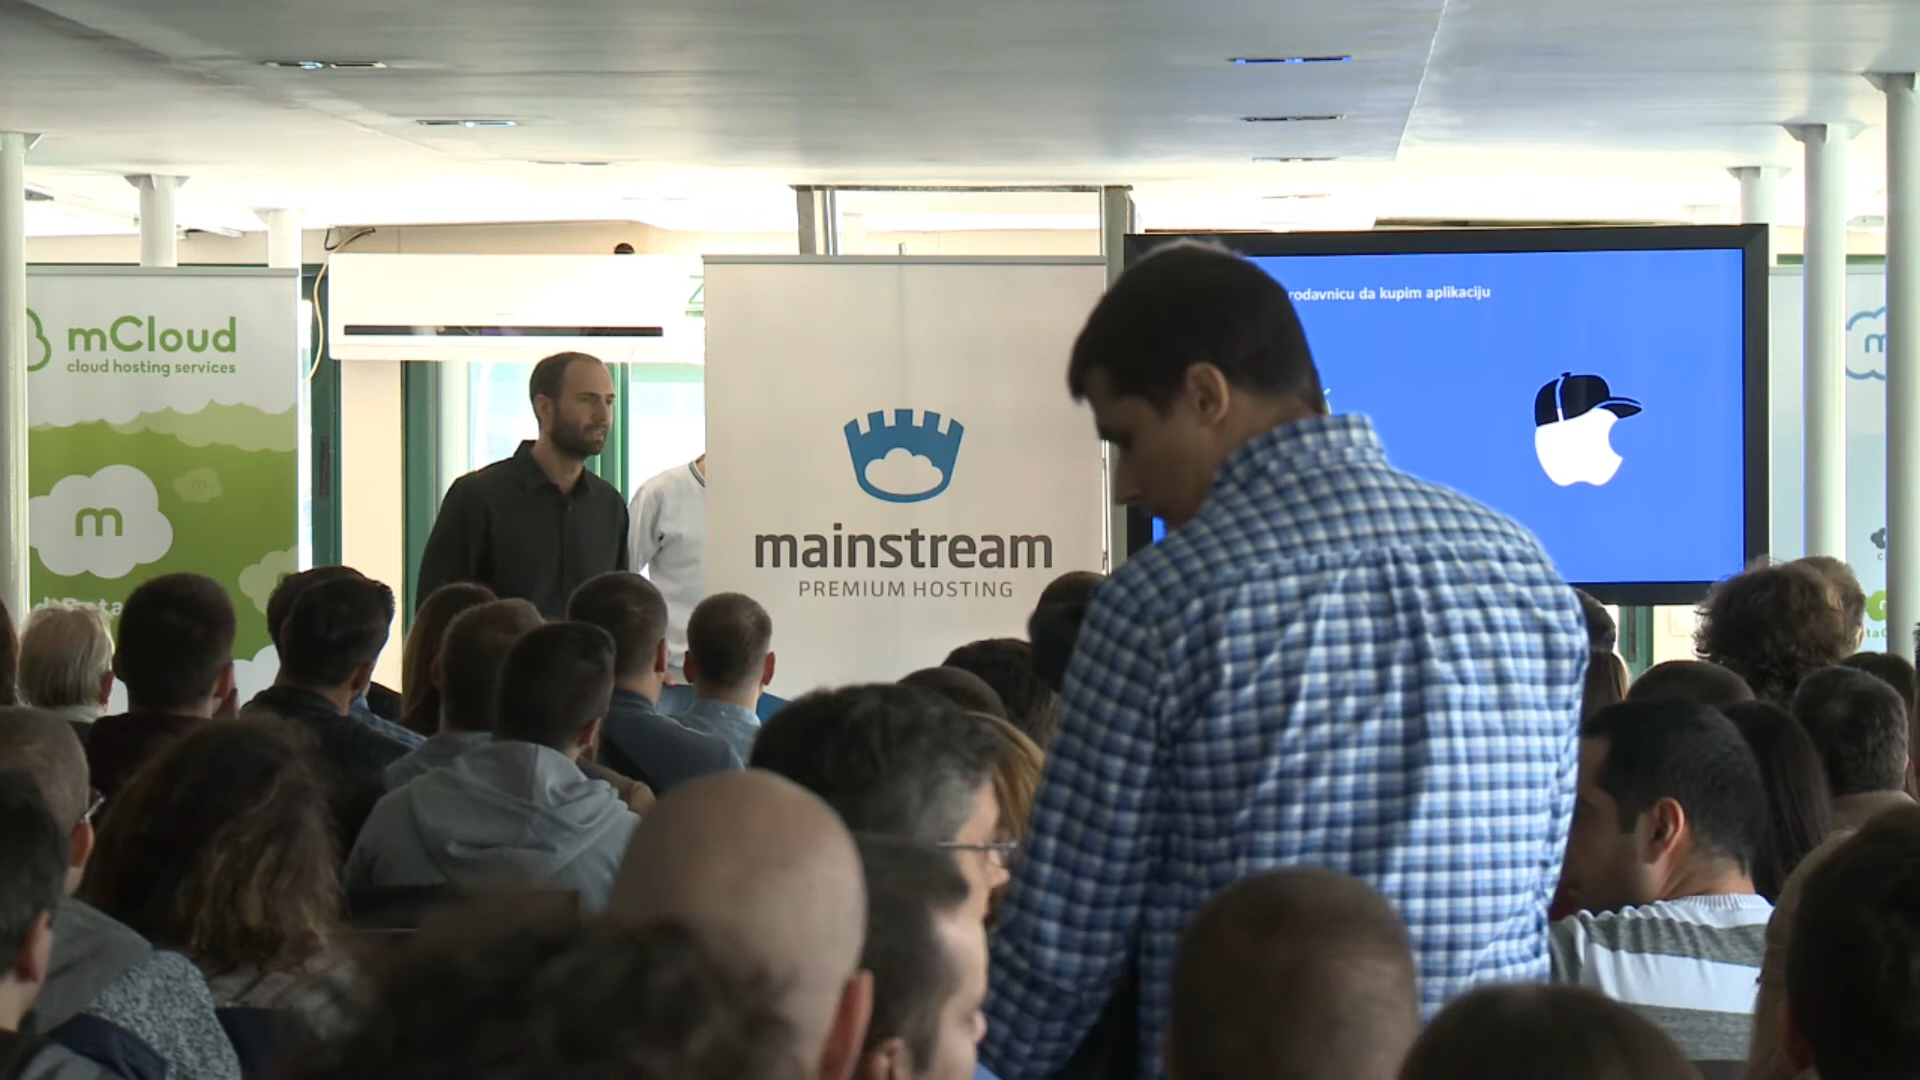 mCloud
cloud hosting services
m
m
mainstream
PREMIUM HOSTING
rodavnicu da kupim aplikaciju
m